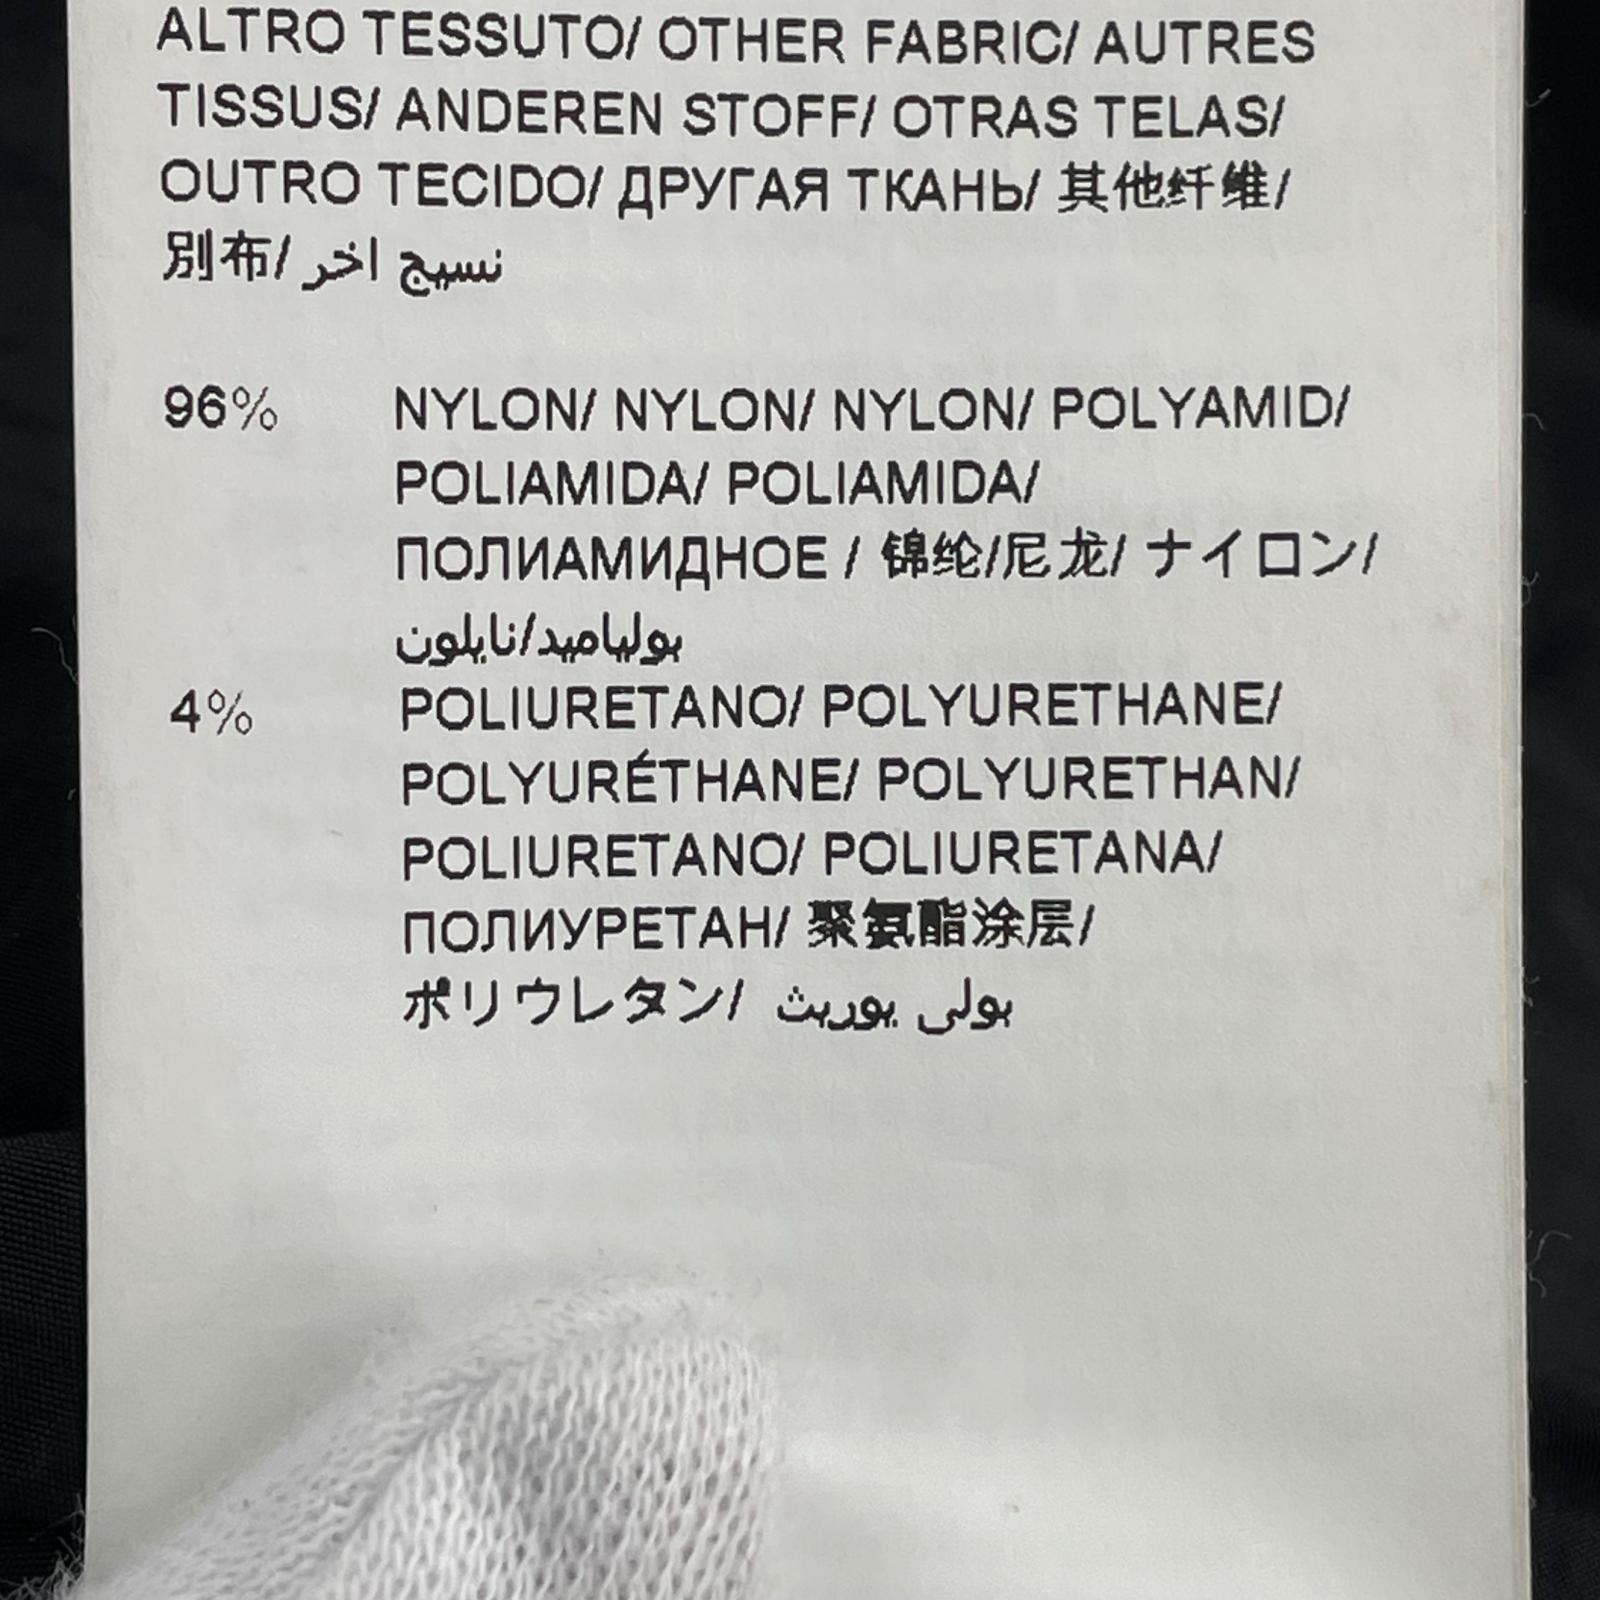 ALTRO TESSUTO/ OTHER FABRIC/ AUTRES
TISSUS/ ANDEREN STOFF/ OTRAS TELAS/
OUTRO TECIDO/ ДРУГАЯ ТКАНЬ/ 其他纤维/
別布/ نسيج اخر
96% NYLON/ NYLON/ NYLON/ POLYAMID/
POLIAMIDA/ POLIAMIDA/
ПОЛИАМИДНОЕ / 锦纶/尼龙/ ナイロン/
بولياميد/نايلون
4% POLIURETANO/ POLYURETHANE/
POLYURÉTHANE/ POLYURETHAN/
POLIURETANO/ POLIURETANA/
ПОЛИУРЕТАН/ 聚氨酯涂层/
ポリウレタン/ بولى يوريث